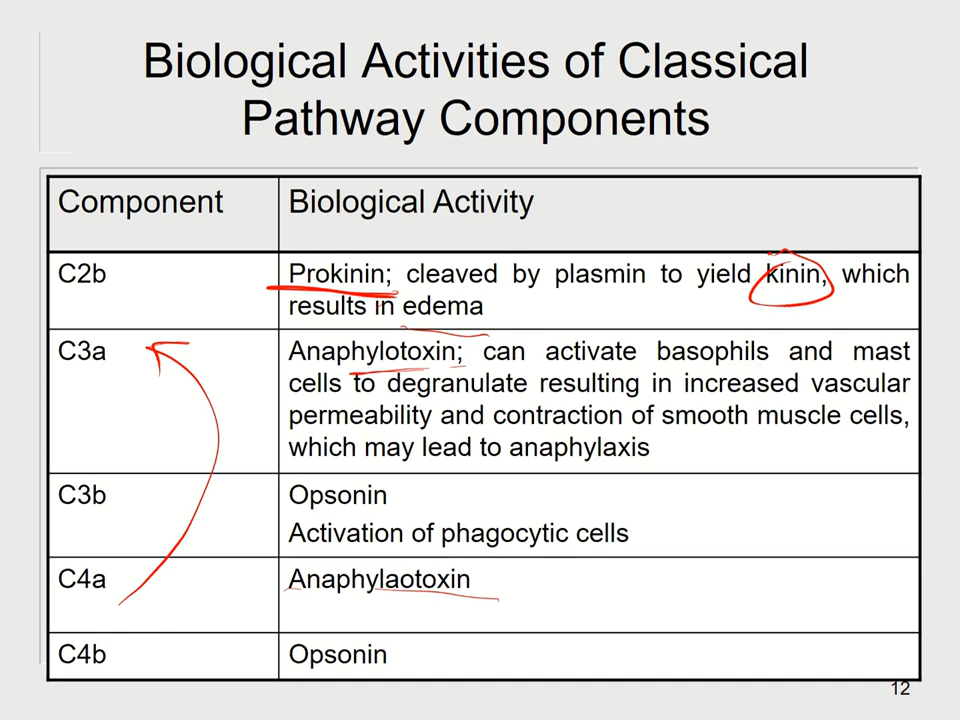 Biological Activities of Classical
Pathway Components
Component
Biological Activity
C2b
Prokinin; cleaved by plasmin to yield kinin, which
results in edema
C3a
Anaphylotoxin; can activate basophils and mast
cells to degranulate resulting in increased vascular
permeability and contraction of smooth muscle cells,
which may lead to anaphylaxis
C3b
Opsonin
Activation of phagocytic cells
C4a
Anaphylaotoxin
C4b
Opsonin
12